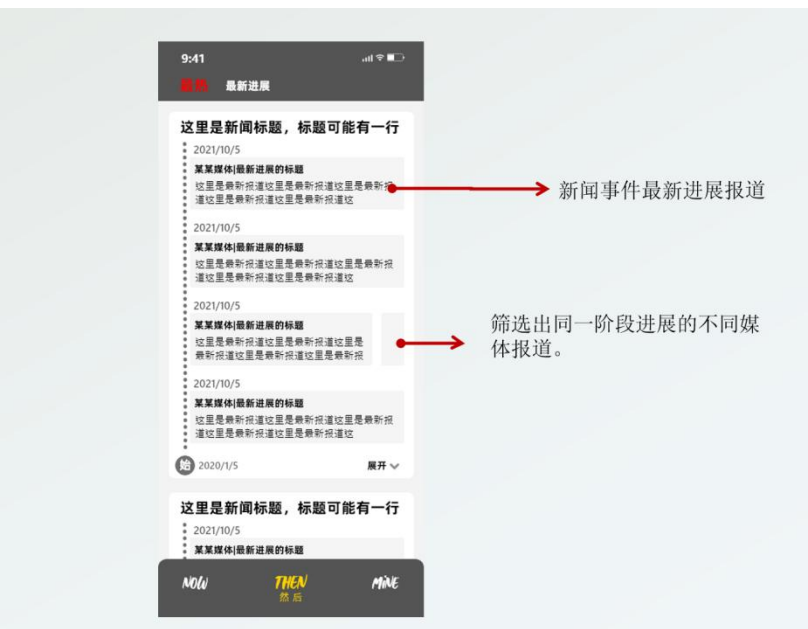 9:41
最热 最新进展
这里是新闻标题，标题可能有一行
2021/10/5
某某媒体|最新进展的标题
这里是最新报道这里是最新报道这里是最新报
道这里是最新报道这里是最新报道这
新闻事件最新进展报道
2021/10/5
某某媒体|最新进展的标题
这里是最新报道这里是最新报道这里是最新报
道这里是最新报道这里是最新报道这
2021/10/5
某某媒体|最新进展的标题
这里是最新报道这里是最新报道这里是
最新报道这里是最新报道这里是最新报
筛选出同一阶段进展的不同媒
体报道。
2021/10/5
某某媒体|最新进展的标题
这里是最新报道这里是最新报道这里是最新报
道这里是最新报道这里是最新报道这
始 2020/1/5 展开
这里是新闻标题，标题可能有一行
2021/10/5
某某媒体|最新进展的标题
NOW THEN MiNE
然后